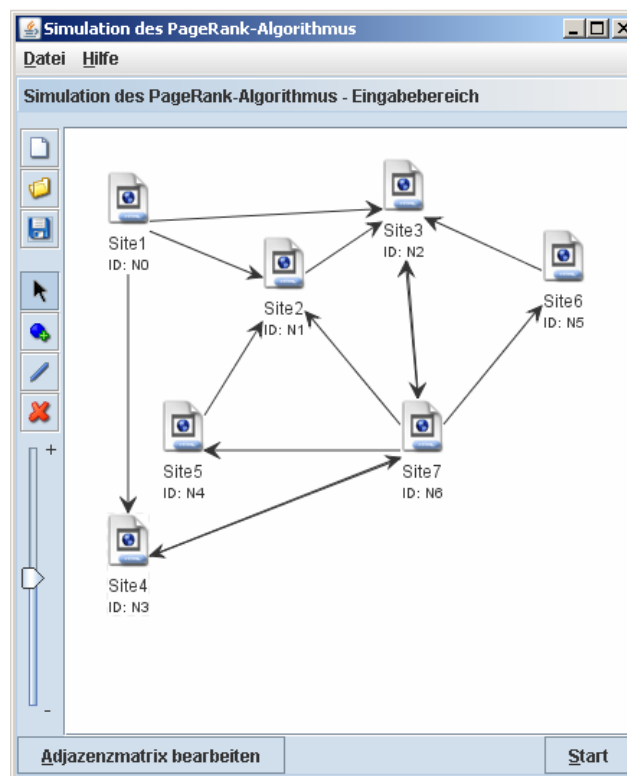 Simulation des PageRank-Algorithmus
Datei Hilfe
Simulation des PageRank-Algorithmus - Eingabebereich
Site1
ID: N0
Site3
ID: N2
Site2
ID: N1
Site6
ID: N5
Site5
ID: N4
Site7
ID: N6
Site4
ID: N3
+
-
Adjazenzmatrix bearbeiten
Start